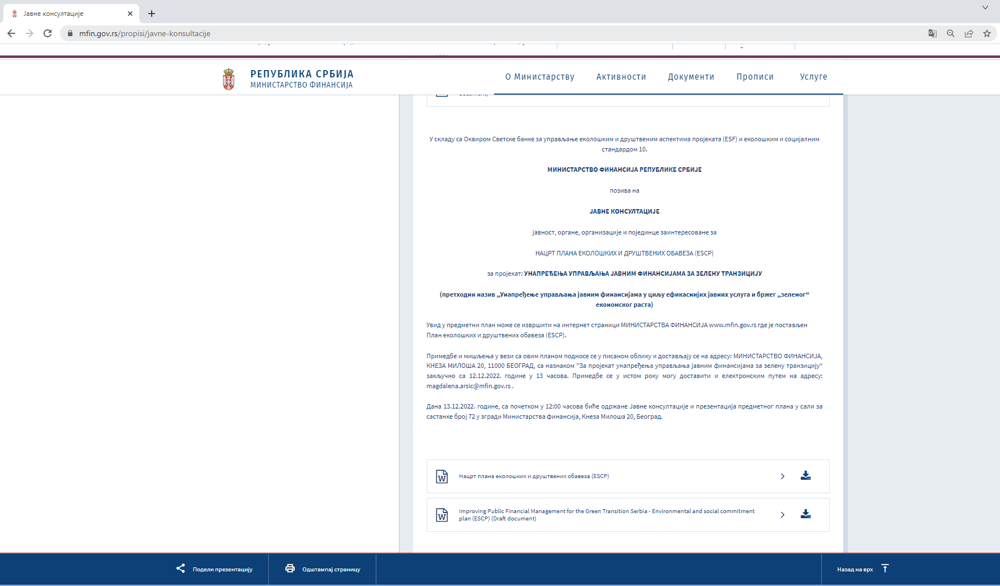 Јавне консултације
mfin.gov.rs/propisi/javne-konsultacije
РЕПУБЛИКА СРБИЈА
МИНИСТАРСТВО ФИНАНСИЈА
О Министарству Активности Документи Прописи Услуге
У складу са Оквиром Светске банке за управљање еколошким и друштвеним аспектима пројеката (ESF) и еколошким и социјалним
стандардом 10.
МИНИСТАРСТВО ФИНАНСИЈА РЕПУБЛИКЕ СРБИЈЕ
позива на
ЈАВНЕ КОНСУЛТАЦИЈЕ
јавност, органе, организације и појединце заинтересоване за
НАЦРТ ПЛАНА ЕКОЛОШКИХ И ДРУШТВЕНИХ ОБАВЕЗА (ESCP)
за пројекат: УНАПРЕЂЕЊА УПРАВЉАЊА ЈАВНИМ ФИНАНСИЈАМА ЗА ЗЕЛЕНУ ТРАНЗИЦИЈУ
(претходни назив „Унапређење управљања јавним финансијама у циљу ефикаснијих јавних услуга и бржег „зеленог“
економског раста)
Увид у предметни план може се извршити на интернет страници МИНИСТАРСТВА ФИНАНСИЈА www.mfin.gov.rs где је постављен
План еколошких и друштвених обавеза (ESCP).
Примедбе и мишљења у вези са овим планом подносе се у писаном облику и достављају се на адресу: МИНИСТАРСТВО ФИНАНСИЈА,
КНЕЗА МИЛОША 20, 11000 БЕОГРАД, са назнаком ”За пројекат унапређења управљања јавним финансијама за зелену транзицију“
закључно са 12.12.2022. године у 13 часова. Примедбе се у истом року могу доставити и електронским путем на адресу:
magdalena.arsic@mfin.gov.rs .
Дана 13.12.2022. године, са почетком у 12:00 часова биће одржане Јавне консултације и презентација предметног плана у сали за
састанке број 72 у згради Министарства финансија, Кнеза Милоша 20, Београд.
Нацрт плана еколошких и друштвених обавеза (ESCP)
Improving Public Financial Management for the Green Transition Serbia - Environmental and social commitment
plan (ESCP) (Draft document)
Подели презентацију Одштампај страницу Назад на врх